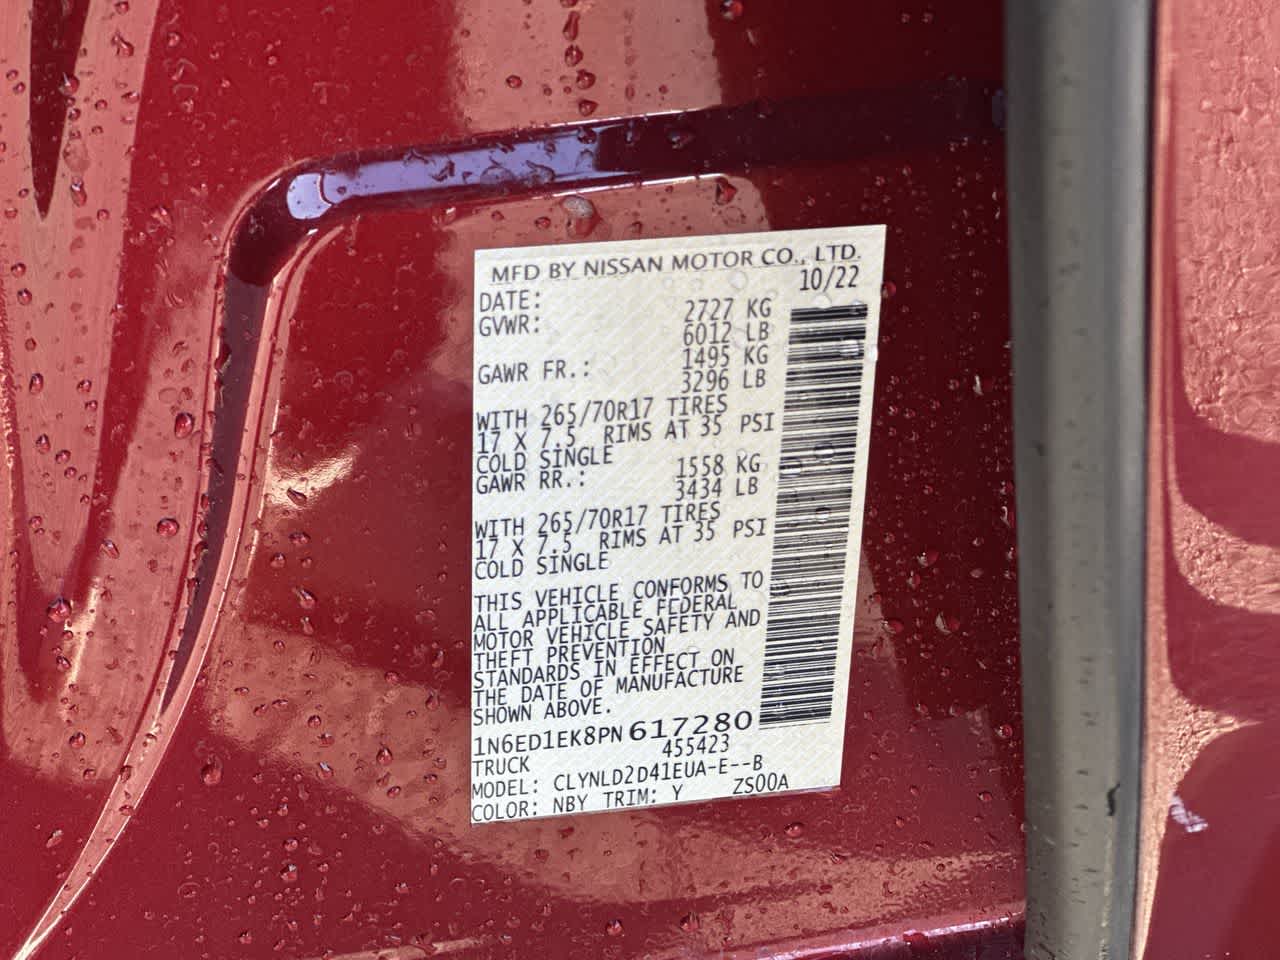 MFD BY NISSAN MOTOR CO., LTD.
DATE: 10/22
GVWR: 2727 KG
6012 LB
GAWR FR.: 1495 KG
3296 LB
WITH 265/70R17 TIRES
17 X 7.5 RIMS AT 35 PSI
COLD SINGLE
GAWR RR.: 1558 KG
3434 LB
WITH 265/70R17 TIRES
17 X 7.5 RIMS AT 35 PSI
COLD SINGLE
THIS VEHICLE CONFORMS TO
ALL APPLICABLE FEDERAL
MOTOR VEHICLE SAFETY AND
THEFT PREVENTION
STANDARDS IN EFFECT ON
THE DATE OF MANUFACTURE
SHOWN ABOVE.
1N6ED1EK8PN617280
TRUCK 455423
MODEL: CLYNLD2D41EUA-E--B
COLOR: NBY TRIM: Y ZS00A